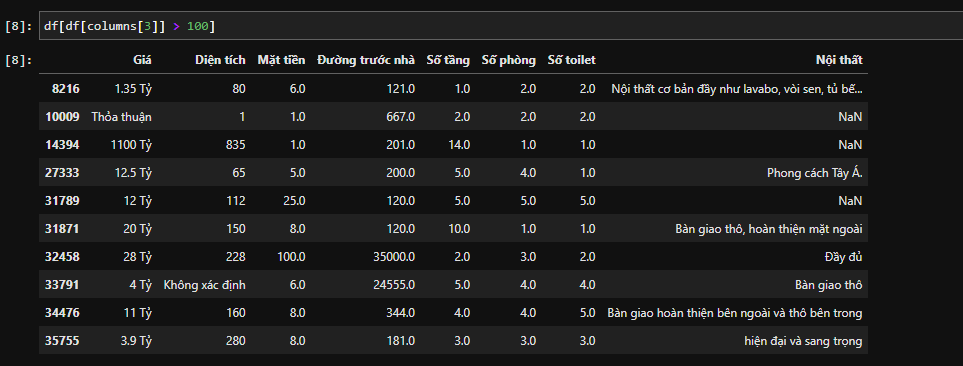 [8]: df[df[columns[3]] > 100]
[8]: Giá Diện tích Mặt tiền Đường trước nhà Số tầng Số phòng Số toilet Nội thất
8216 1.35 Tỷ 80 6.0 121.0 1.0 2.0 2.0 Nội thất cơ bản đầy như lavabo, vòi sen, tủ bế...
10009 Thỏa thuận 1 1.0 667.0 2.0 2.0 2.0 NaN
14394 1100 Tỷ 835 1.0 201.0 14.0 1.0 1.0 NaN
27333 12.5 Tỷ 65 5.0 200.0 5.0 4.0 1.0 Phong cách Tây Á.
31789 12 Tỷ 112 25.0 120.0 5.0 5.0 5.0 NaN
31871 20 Tỷ 150 8.0 120.0 10.0 1.0 1.0 Bàn giao thô, hoàn thiện mặt ngoài
32458 28 Tỷ 228 100.0 35000.0 2.0 3.0 2.0 Đầy đủ
33791 4 Tỷ Không xác định 6.0 24555.0 5.0 4.0 4.0 Bàn giao thô
34476 11 Tỷ 160 8.0 344.0 4.0 4.0 5.0 Bàn giao hoàn thiện bên ngoài và thô bên trong
35755 3.9 Tỷ 280 8.0 181.0 3.0 3.0 3.0 hiện đại và sang trọng